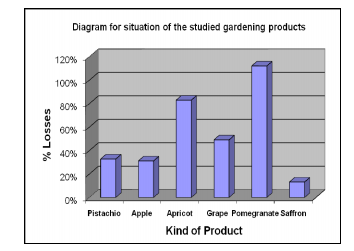 Diagram for situation of the studied gardening products
120%
100%
80%
60%
40%
20%
0%
% Losses
Pistachio Apple Apricot Grape Pomegranate Saffron
Kind of Product